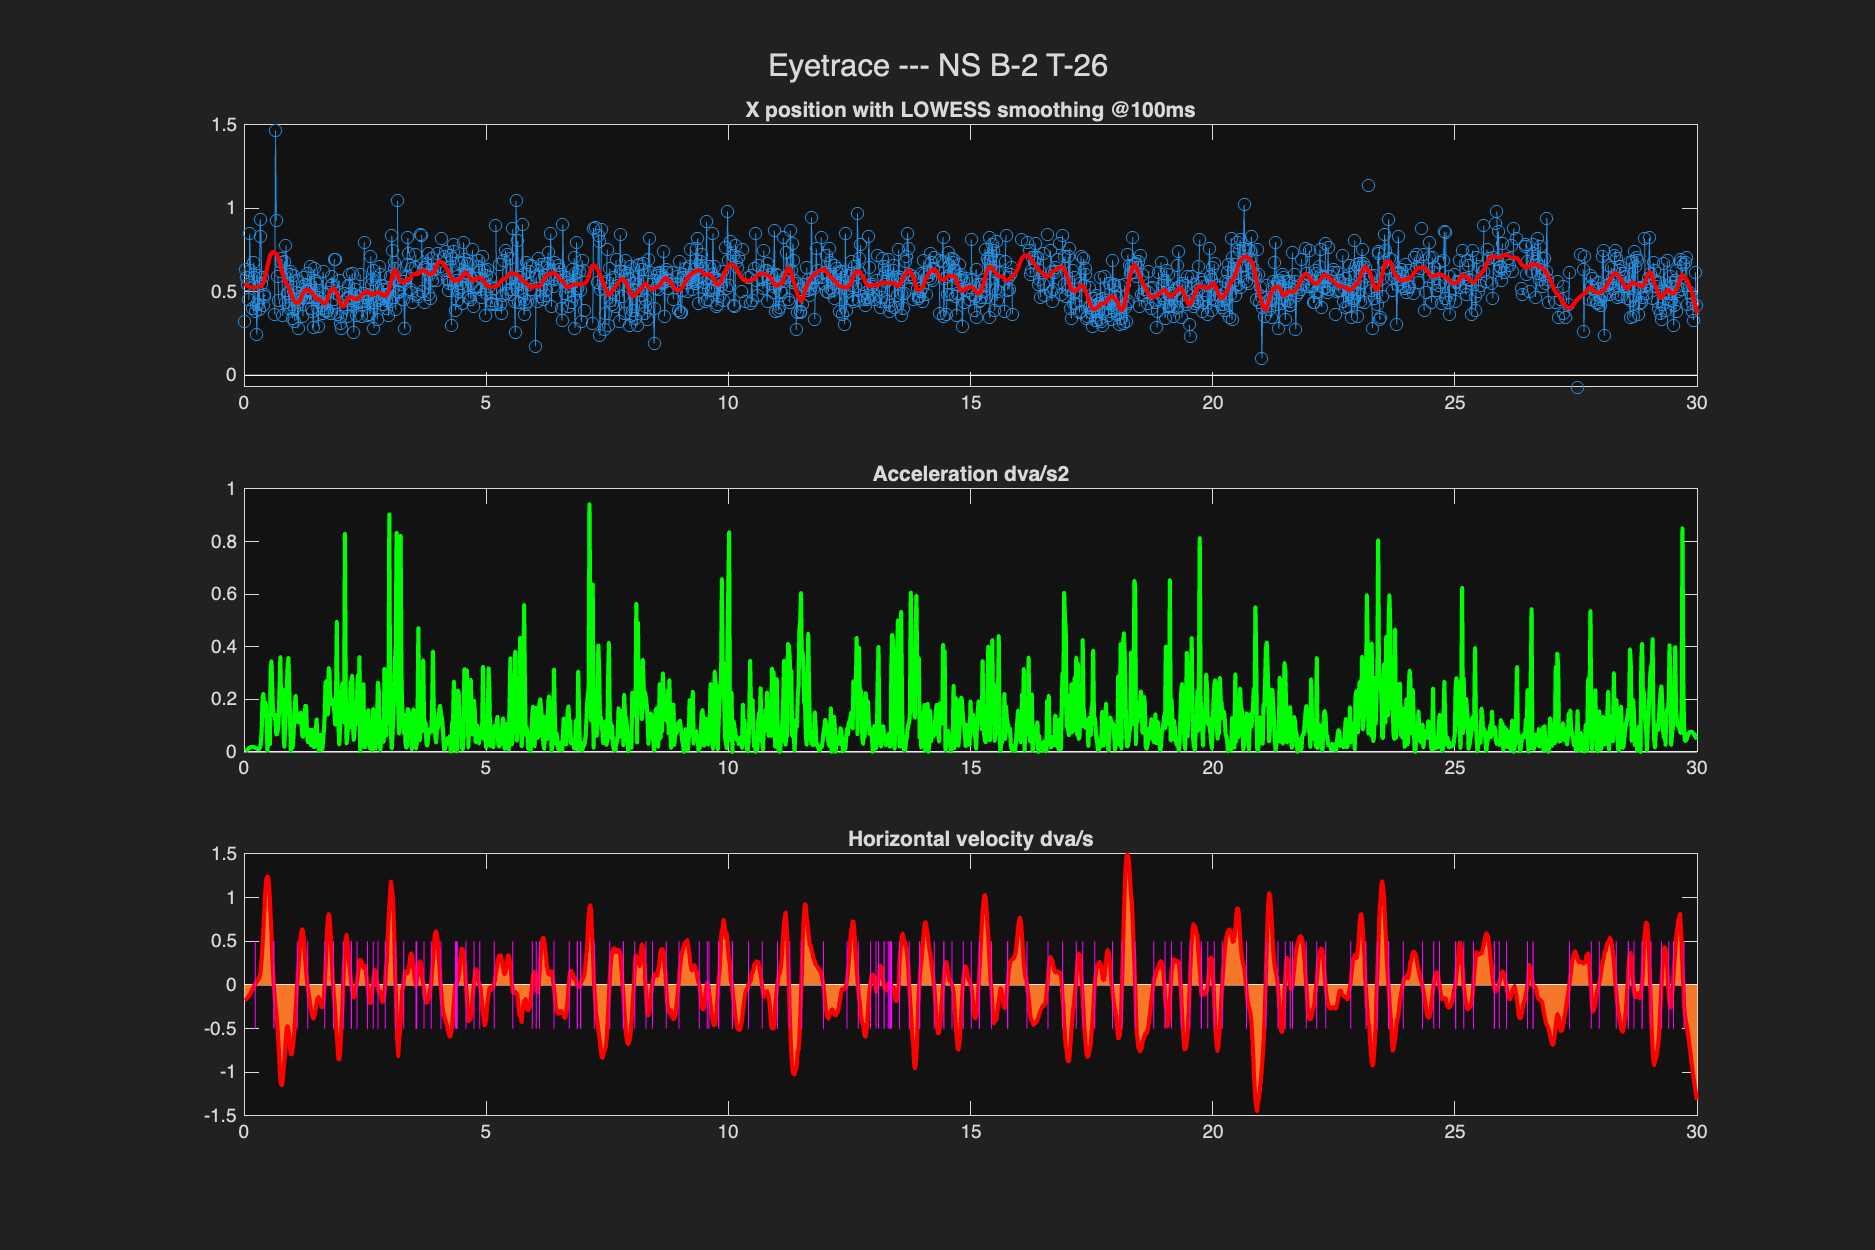 Eyetrace --- NS B-2 T-26
X position with LOWESS smoothing @100ms
1.5
1
0.5
0
0 5 10 15 20 25 30
Acceleration dva/s2
1
0.8
0.6
0.4
0.2
0
0 5 10 15 20 25 30
Horizontal velocity dva/s
1.5
1
0.5
0
-0.5
-1
-1.5
0 5 10 15 20 25 30